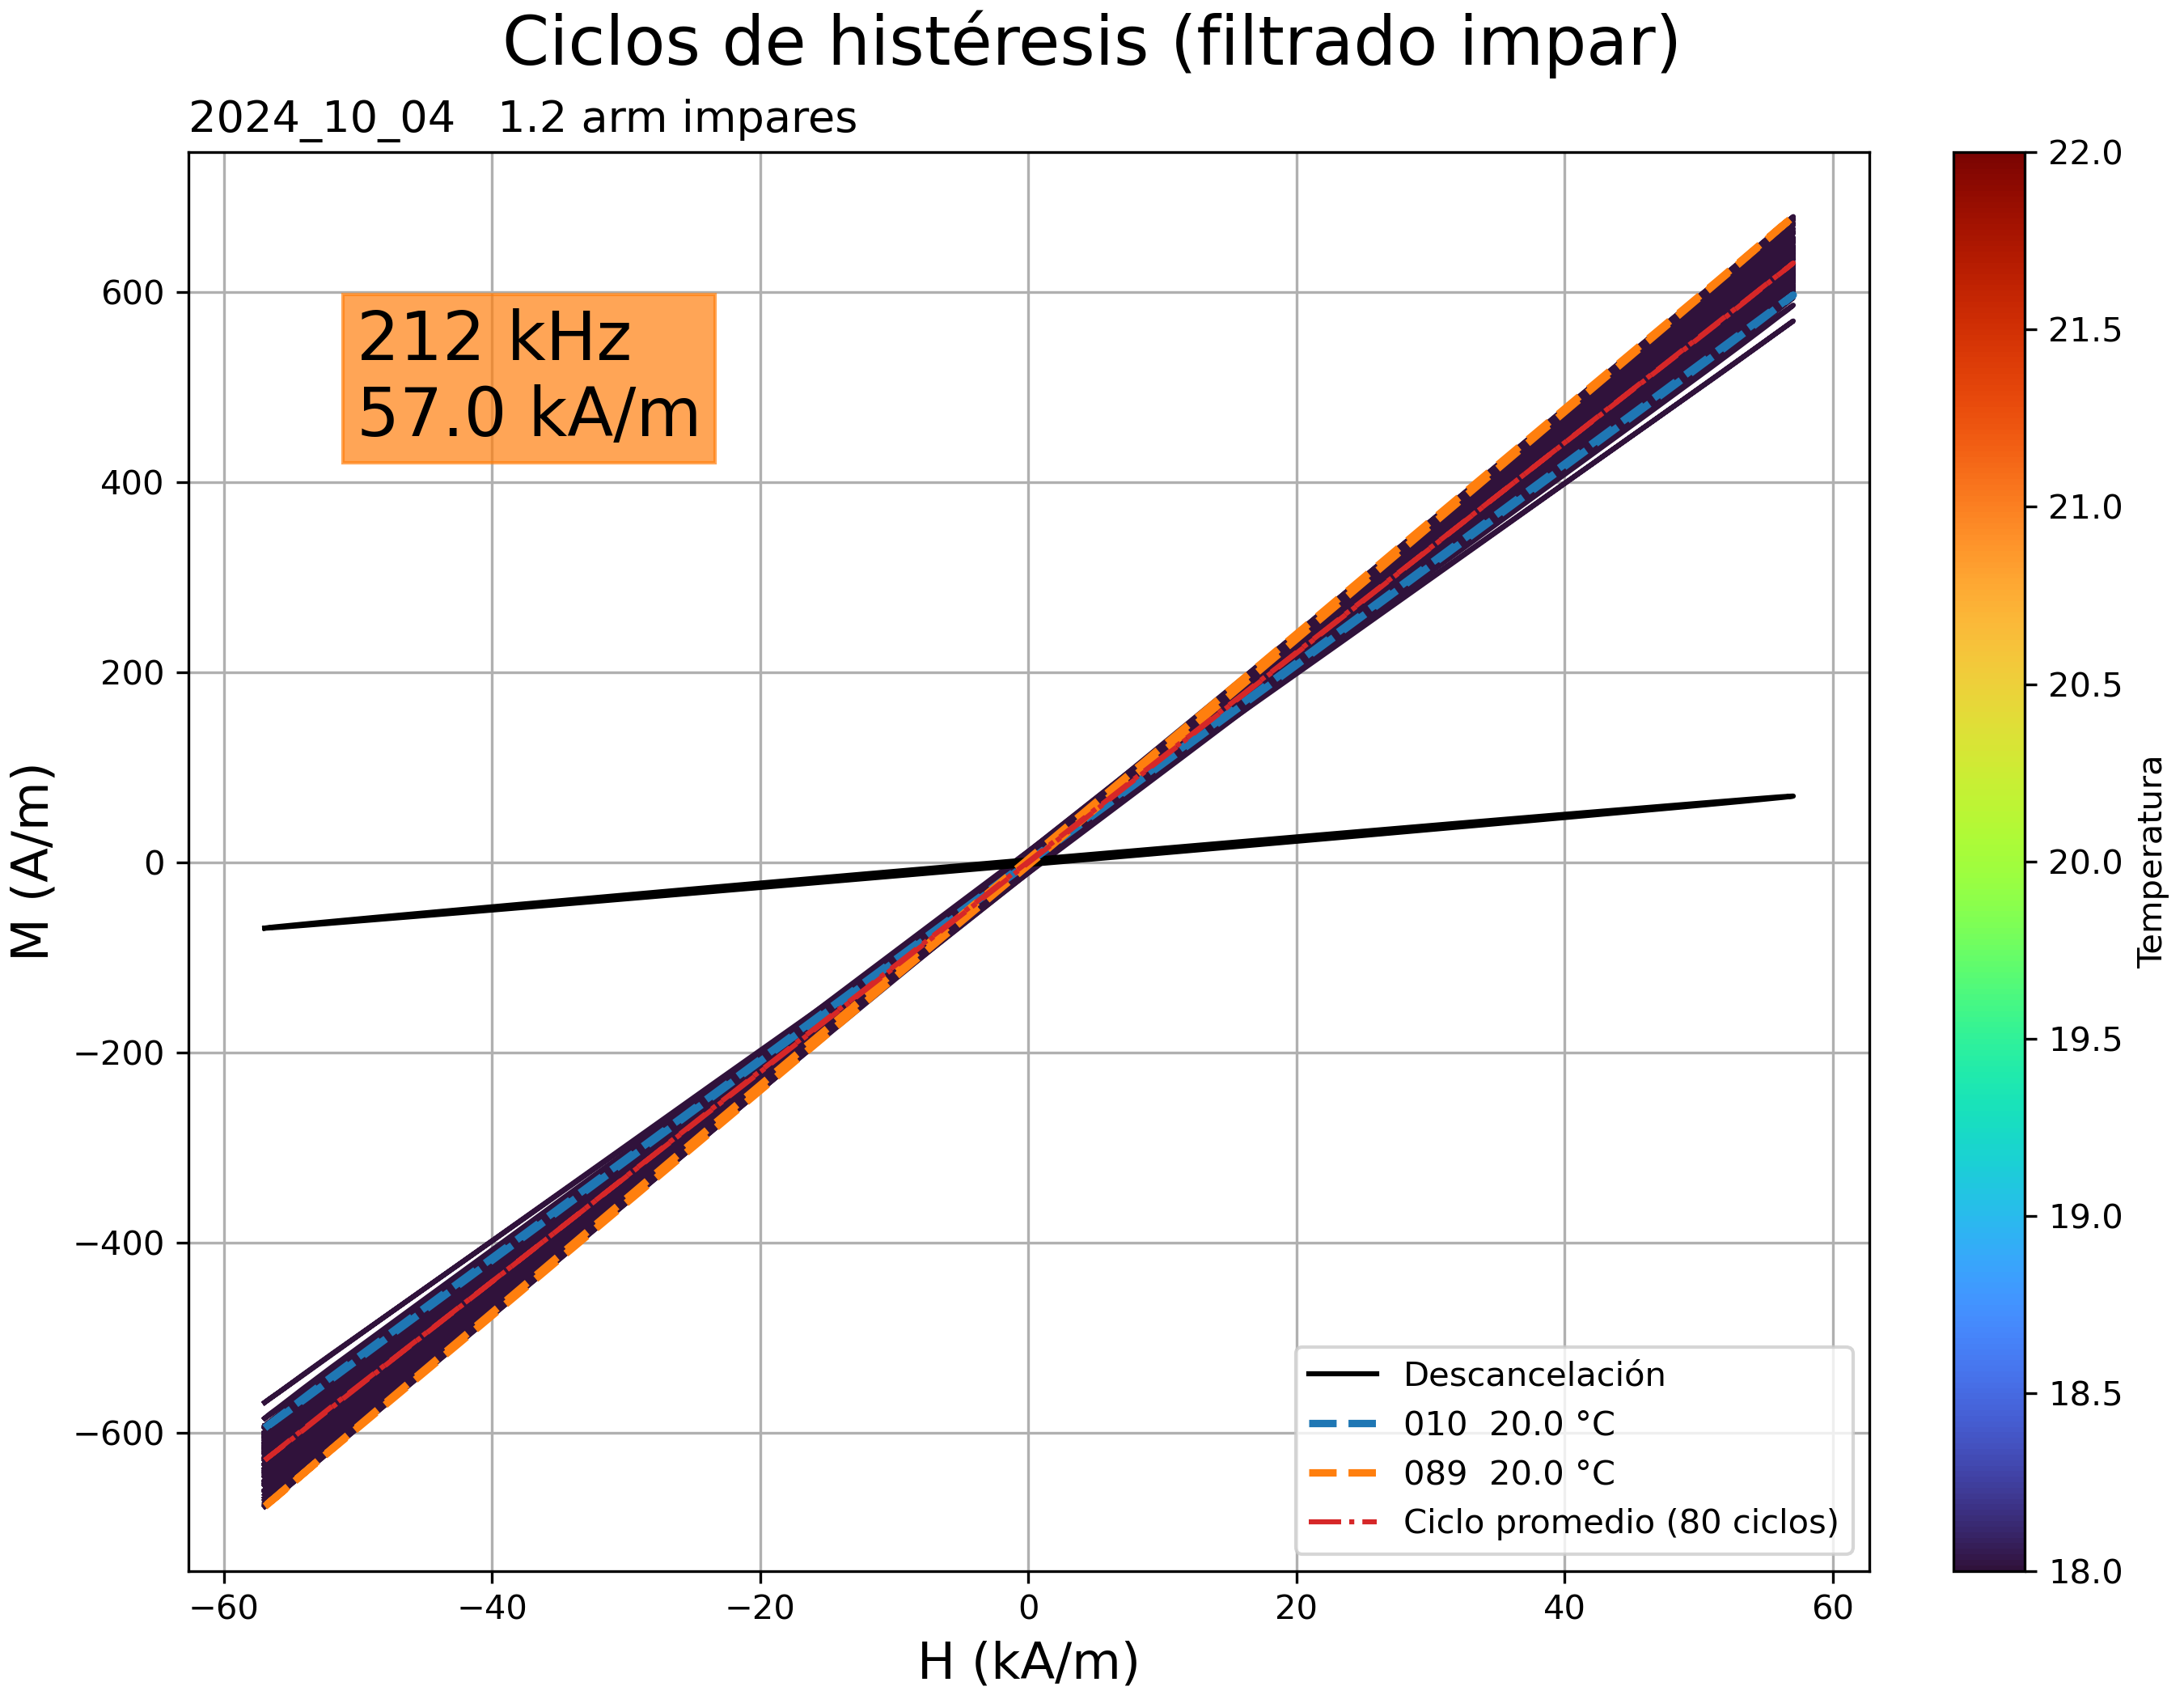 Ciclos de histéresis (filtrado impar)
2024_10_04   1.2 arm impares
212 kHz
57.0 kA/m
M (A/m)
600
400
200
0
−200
−400
−600
−60
−40
−20
0
20
40
60
H (kA/m)
Descancelación
010  20.0 °C
089  20.0 °C
Ciclo promedio (80 ciclos)
22.0
21.5
21.0
20.5
20.0
19.5
19.0
18.5
18.0
Temperatura